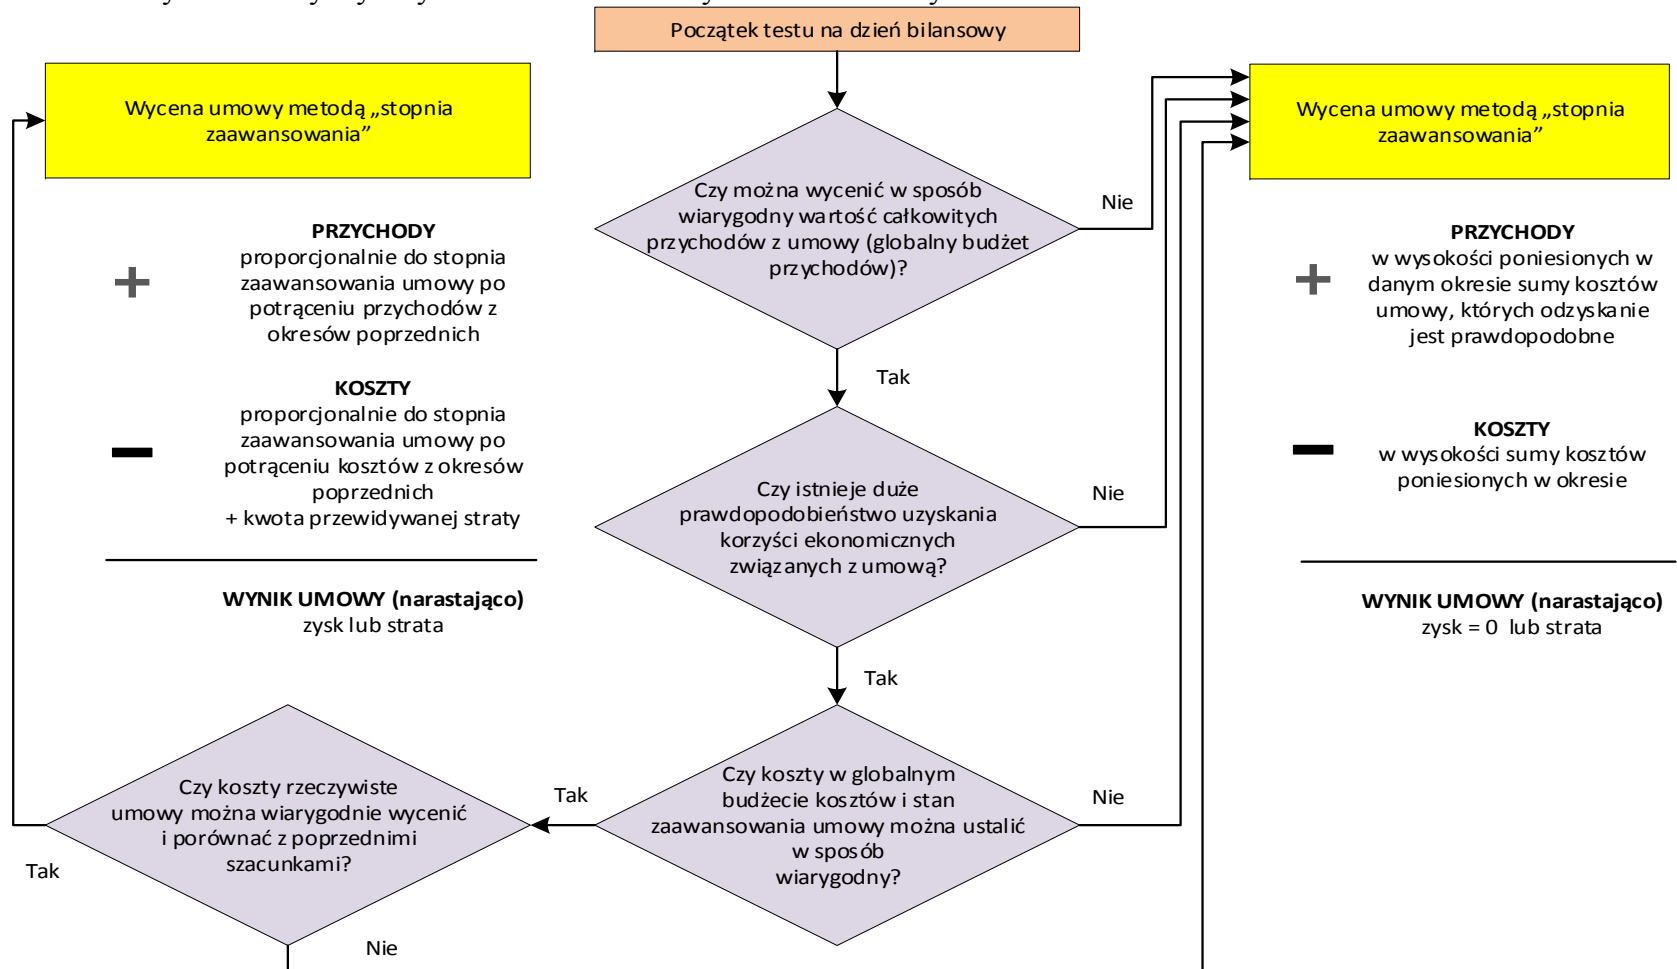 Początek testu na dzień bilansowy
Wycena umowy metodą „stopnia
zaawansowania”
PRZYCHODY
proporcjonalnie do stopnia
zaawansowania umowy po
potrąceniu przychodów z
okresów poprzednich
KOSZTY
proporcjonalnie do stopnia
zaawansowania umowy po
potrąceniu kosztów z okresów
poprzednich
+ kwota przewidywanej straty
WYNIK UMOWY (narastająco)
zysk lub strata
Czy można wycenić w sposób
wiarygodny wartość całkowitych
przychodów z umowy (globalny budżet
przychodów)?
Nie
Tak
Czy istnieje duże
prawdopodobieństwo uzyskania
korzyści ekonomicznych
związanych z umową?
Nie
Tak
Czy koszty w globalnym
budżecie kosztów i stan
zaawansowania umowy można ustalić
w sposób
wiarygodny?
Nie
Tak
Czy koszty rzeczywiste
umowy można wiarygodnie wycenić
i porównać z poprzednimi
szacunkami?
Tak
Nie
Wycena umowy metodą „stopnia
zaawansowania”
PRZYCHODY
w wysokości poniesionych w
danym okresie sumy kosztów
umowy, których odzyskanie
jest prawdopodobne
KOSZTY
w wysokości sumy kosztów
poniesionych w okresie
WYNIK UMOWY (narastająco)
zysk = 0 lub strata